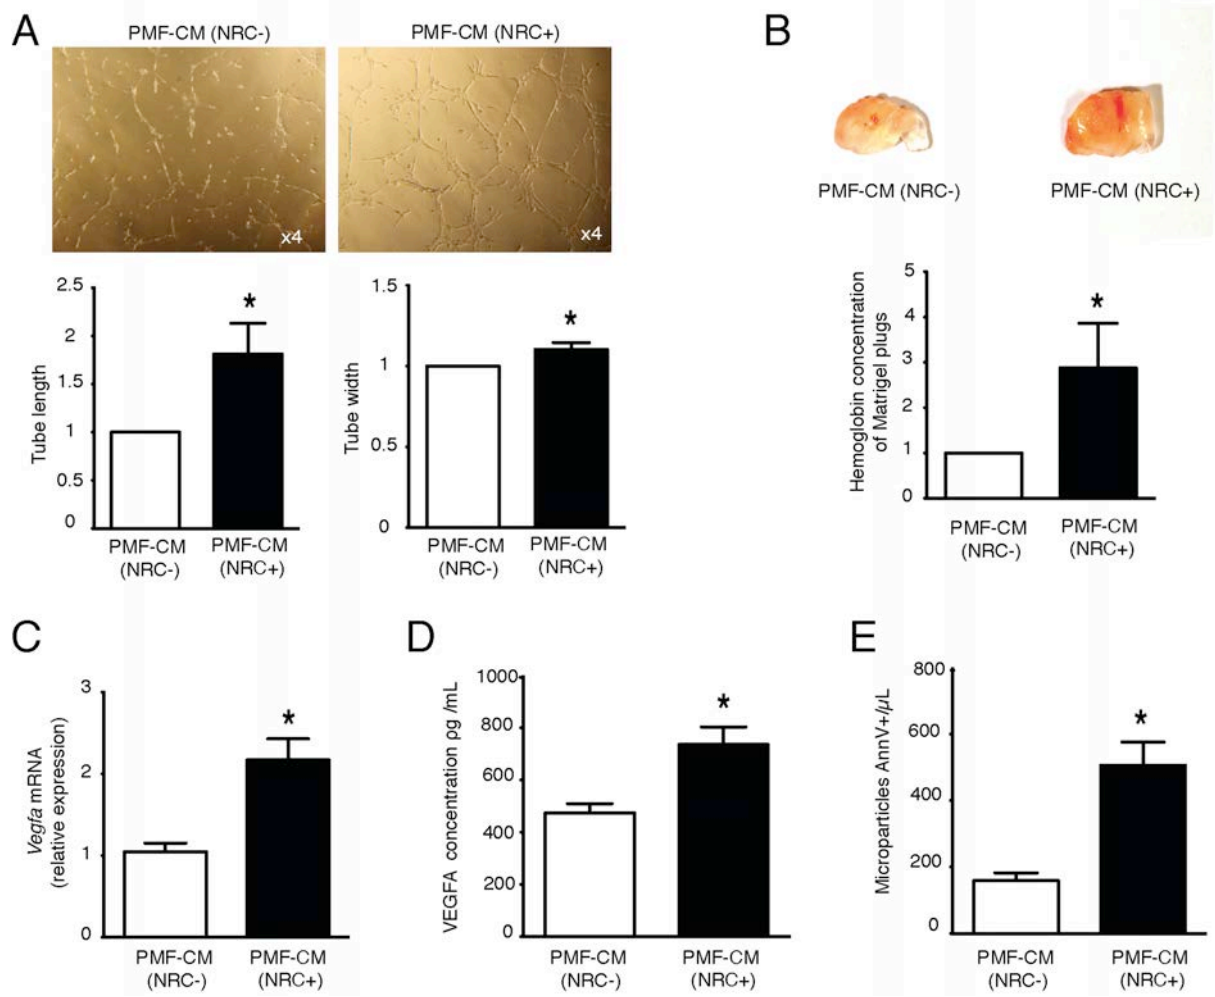 A
PMF-CM (NRC-)
PMF-CM (NRC+)
x4
x4
2.5
2
1.5
1
0.5
0
Tube length
PMF-CM
(NRC-)
PMF-CM
(NRC+)
1.5
1
0.5
0
Tube width
PMF-CM
(NRC-)
PMF-CM
(NRC+)
*
*
B
PMF-CM (NRC-)
PMF-CM (NRC+)
5
4
3
2
1
0
Hemoglobin concentration
of Matrigel plugs
*
PMF-CM
(NRC-)
PMF-CM
(NRC+)
C
3
2
1
0
Vegfa mRNA
(relative expression)
*
PMF-CM
(NRC-)
PMF-CM
(NRC+)
D
1000
800
600
400
200
0
VEGFA concentration pg /mL
*
PMF-CM
(NRC-)
PMF-CM
(NRC+)
E
800
600
400
200
0
Microparticles AnnV+/µL
*
PMF-CM
(NRC-)
PMF-CM
(NRC+)